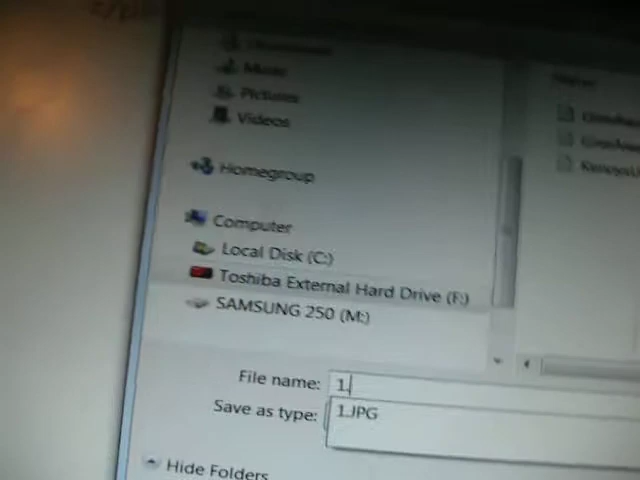 Music
Pictures
Videos
Homegroup
Computer
Local Disk (C:)
Toshiba External Hard Drive (F:)
SAMSUNG 250 (M:)
File name: 1.
Save as type: 1.JPG
Hide Folders